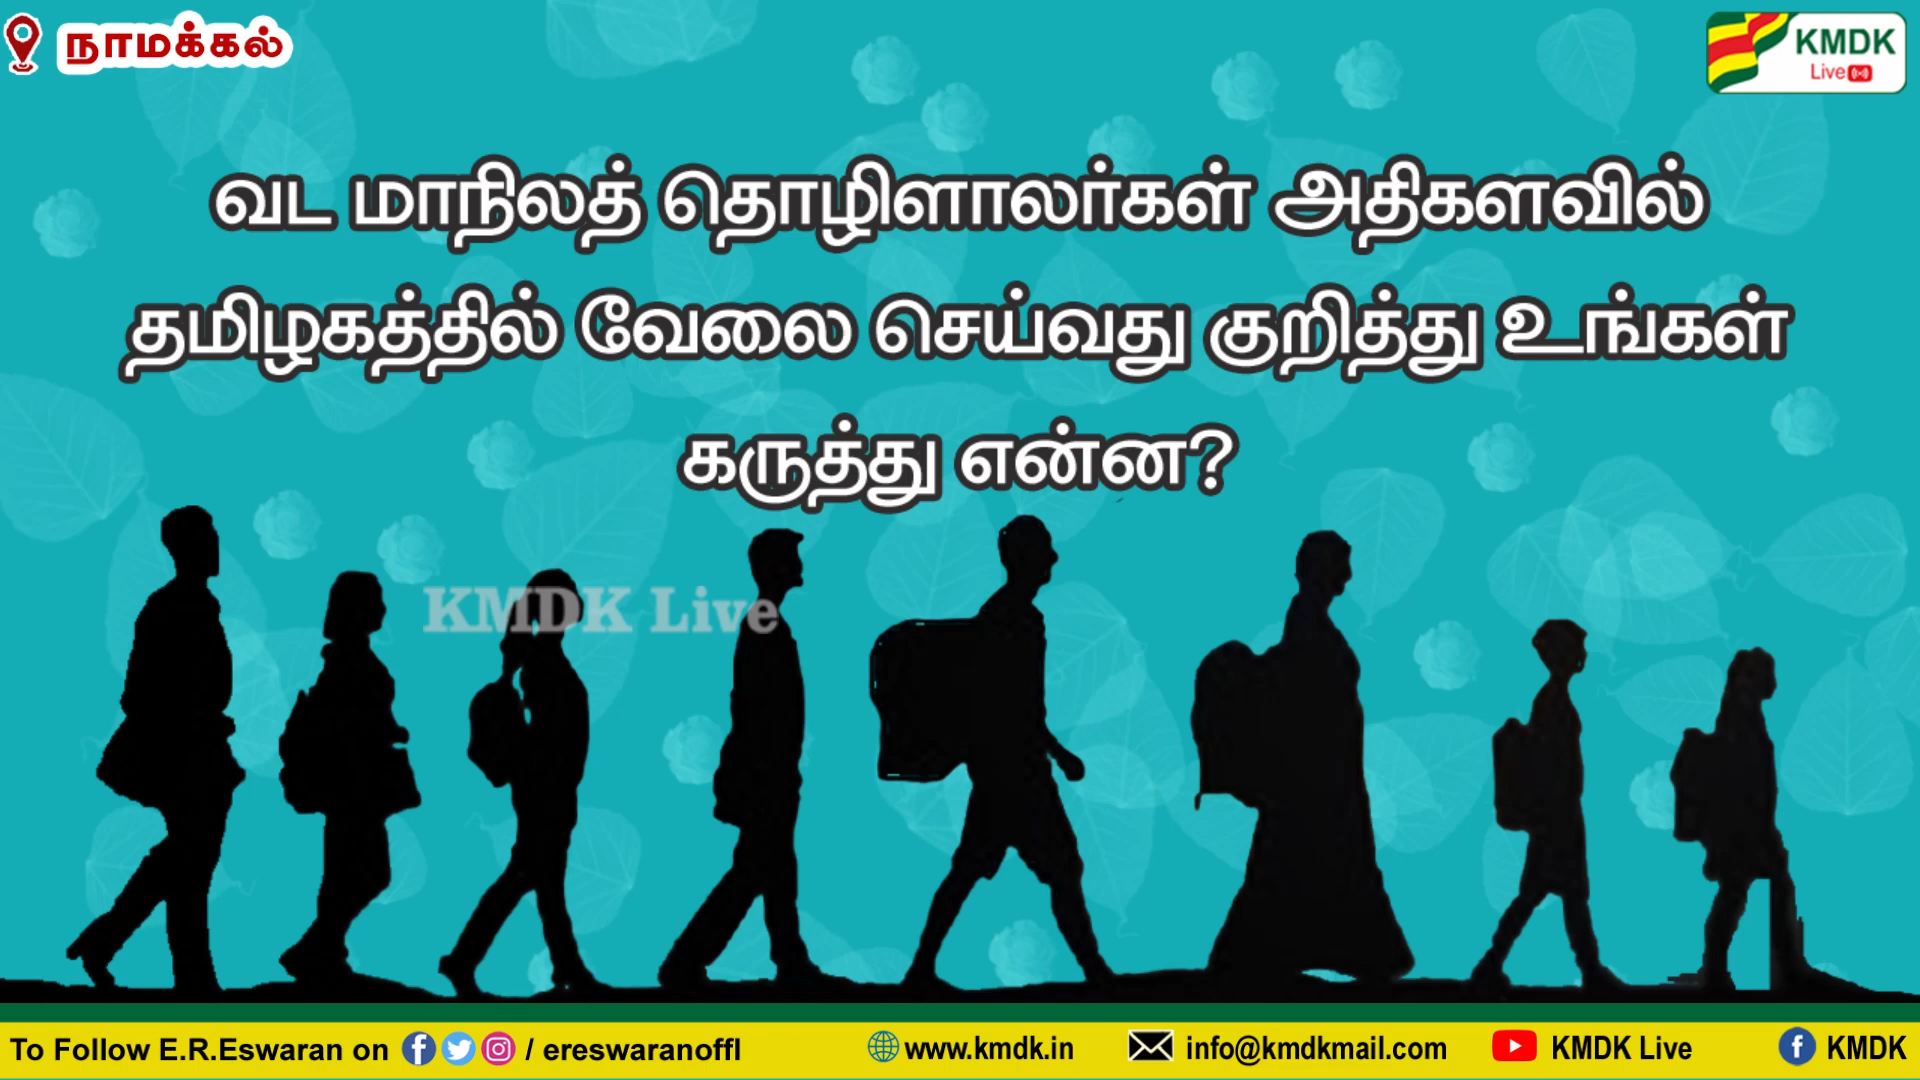 நாமக்கல்
KMDK
Live
வட மாநிலத் தொழிளாலர்கள் அதிகளவில்
தமிழகத்தில் வேலை செய்வது குறித்து உங்கள்
கருத்து என்ன?
KMDK Live
To Follow E.R.Eswaran on / ereswaranoffl www.kmdk.in info@kmdkmail.com KMDK Live KMDK